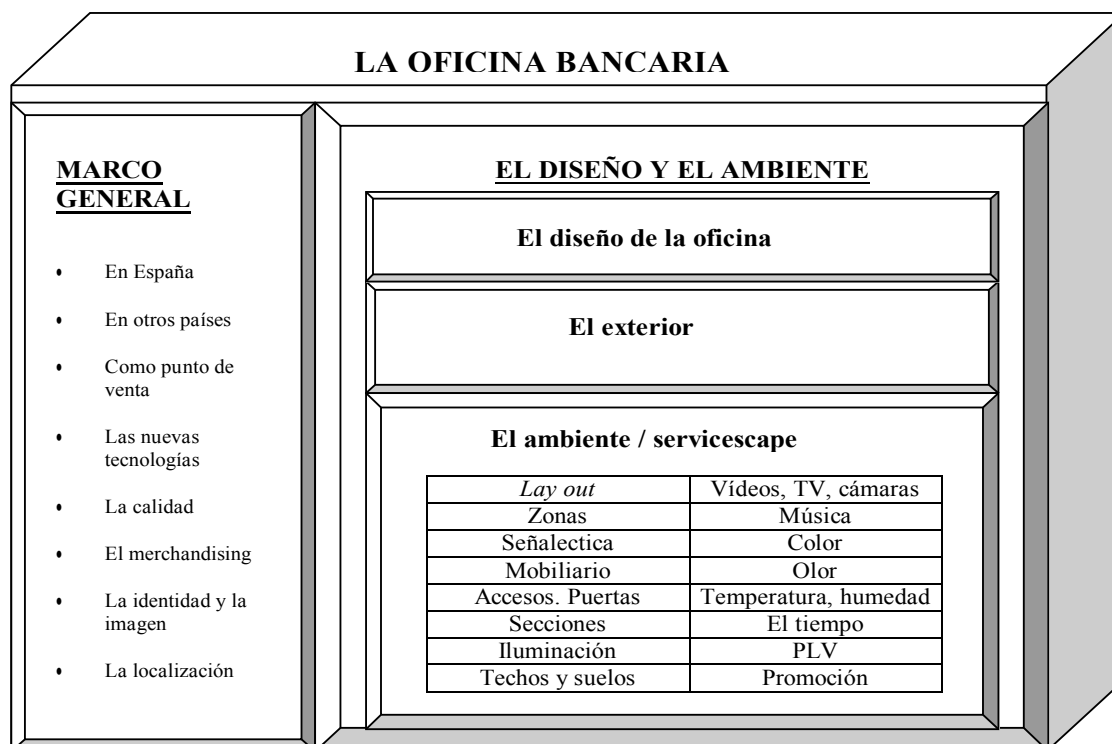 LA OFICINA BANCARIA
MARCO
GENERAL
• En España
• En otros países
• Como punto de
venta
• Las nuevas
tecnologías
• La calidad
• El merchandising
• La identidad y la
imagen
• La localización
EL DISEÑO Y EL AMBIENTE
El diseño de la oficina
El exterior
El ambiente / servicescape
Lay out Vídeos, TV, cámaras
Zonas Música
Señalectica Color
Mobiliario Olor
Accesos. Puertas Temperatura, humedad
Secciones El tiempo
Iluminación PLV
Techos y suelos Promoción